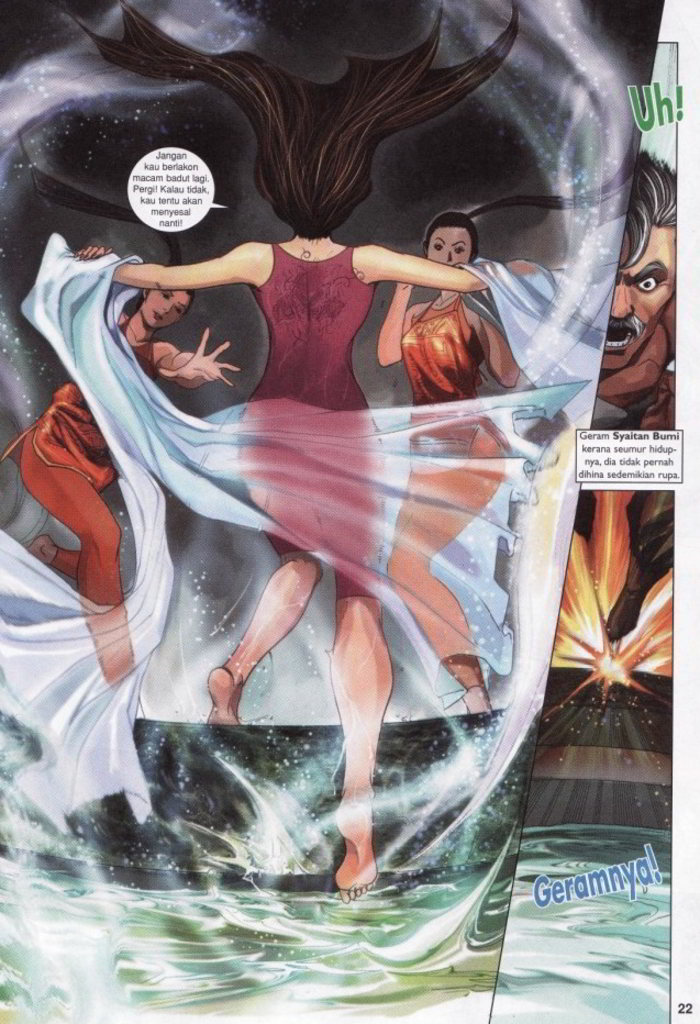 Uh!
Jangan
kau berlakon
macam badut lagi.
Pergi! Kalau tidak,
kau tentu akan
menyesal
nanti!
Geram Syaitan Bumi
kerana seumur hidup-
nya, dia tidak pernah
dihina sedemikian rupa.
Geramnya!
22